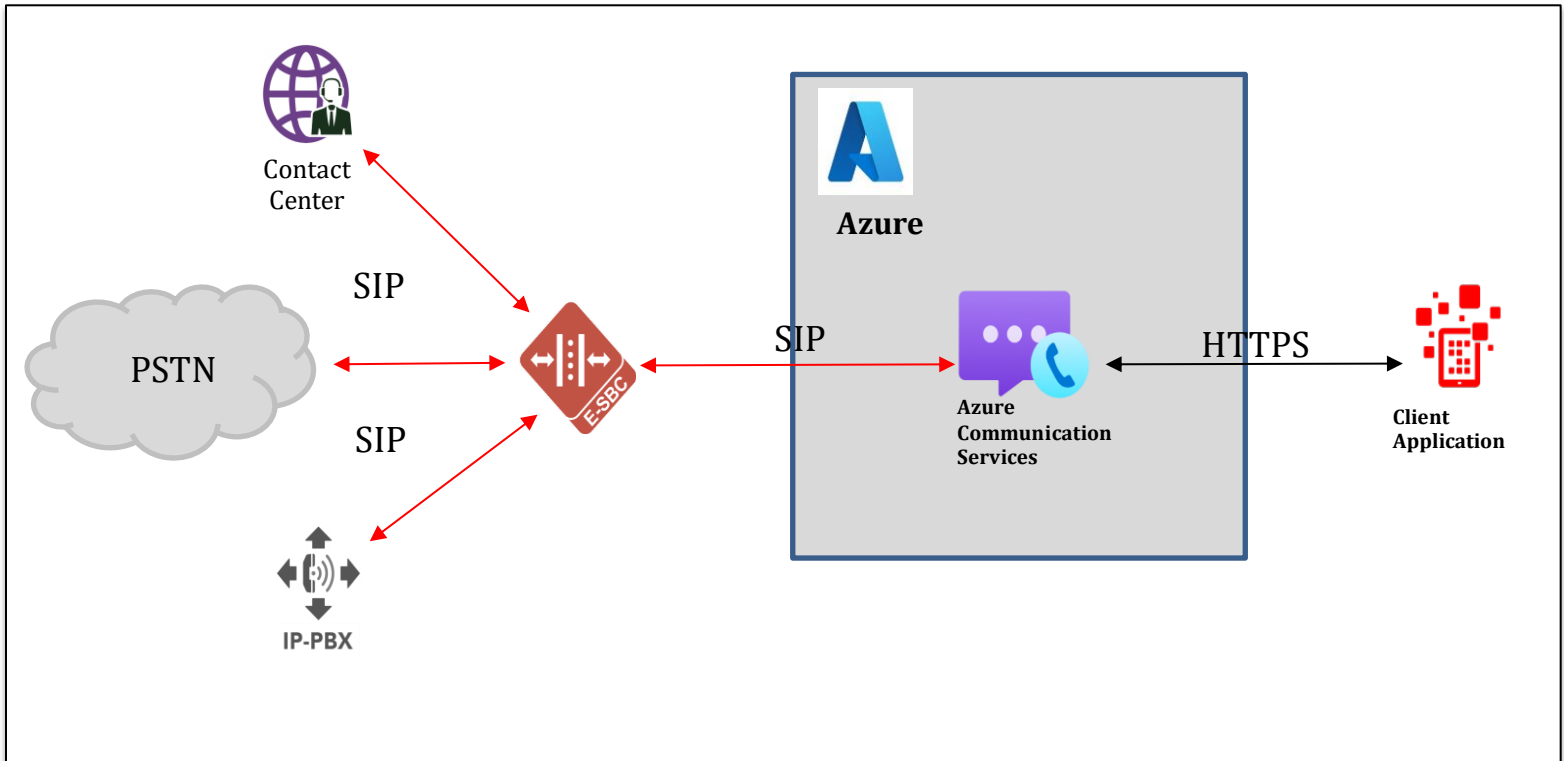 Contact
Center
SIP
PSTN
SIP
IP-PBX
E-SBC
SIP
Azure
Azure
Communication
Services
HTTPS
Client
Application